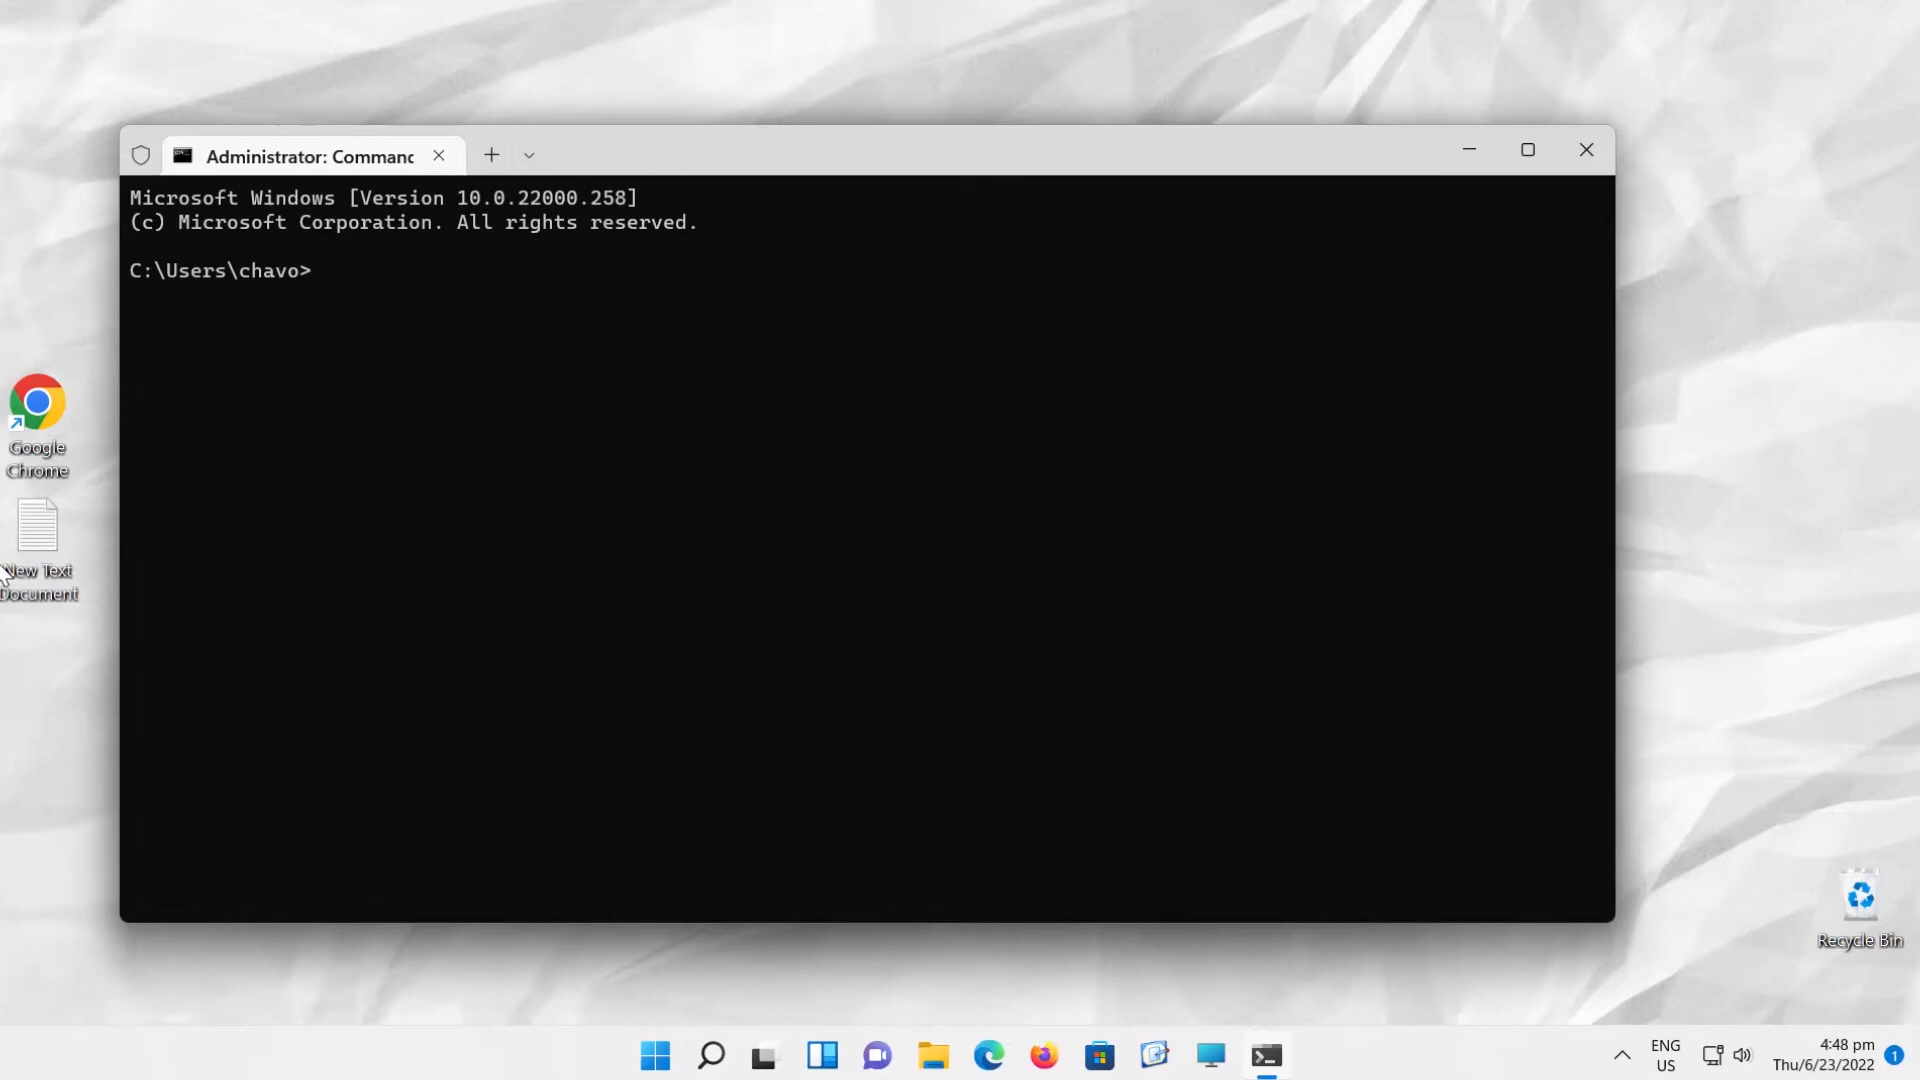 Administrator: Command
Microsoft Windows [Version 10.0.22000.258]
(c) Microsoft Corporation. All rights reserved.
C:\Users\chavo>
Google
Chrome
New Text
Document
Recycle Bin
ENG
US
4:48 pm
Thu/6/23/2022
1